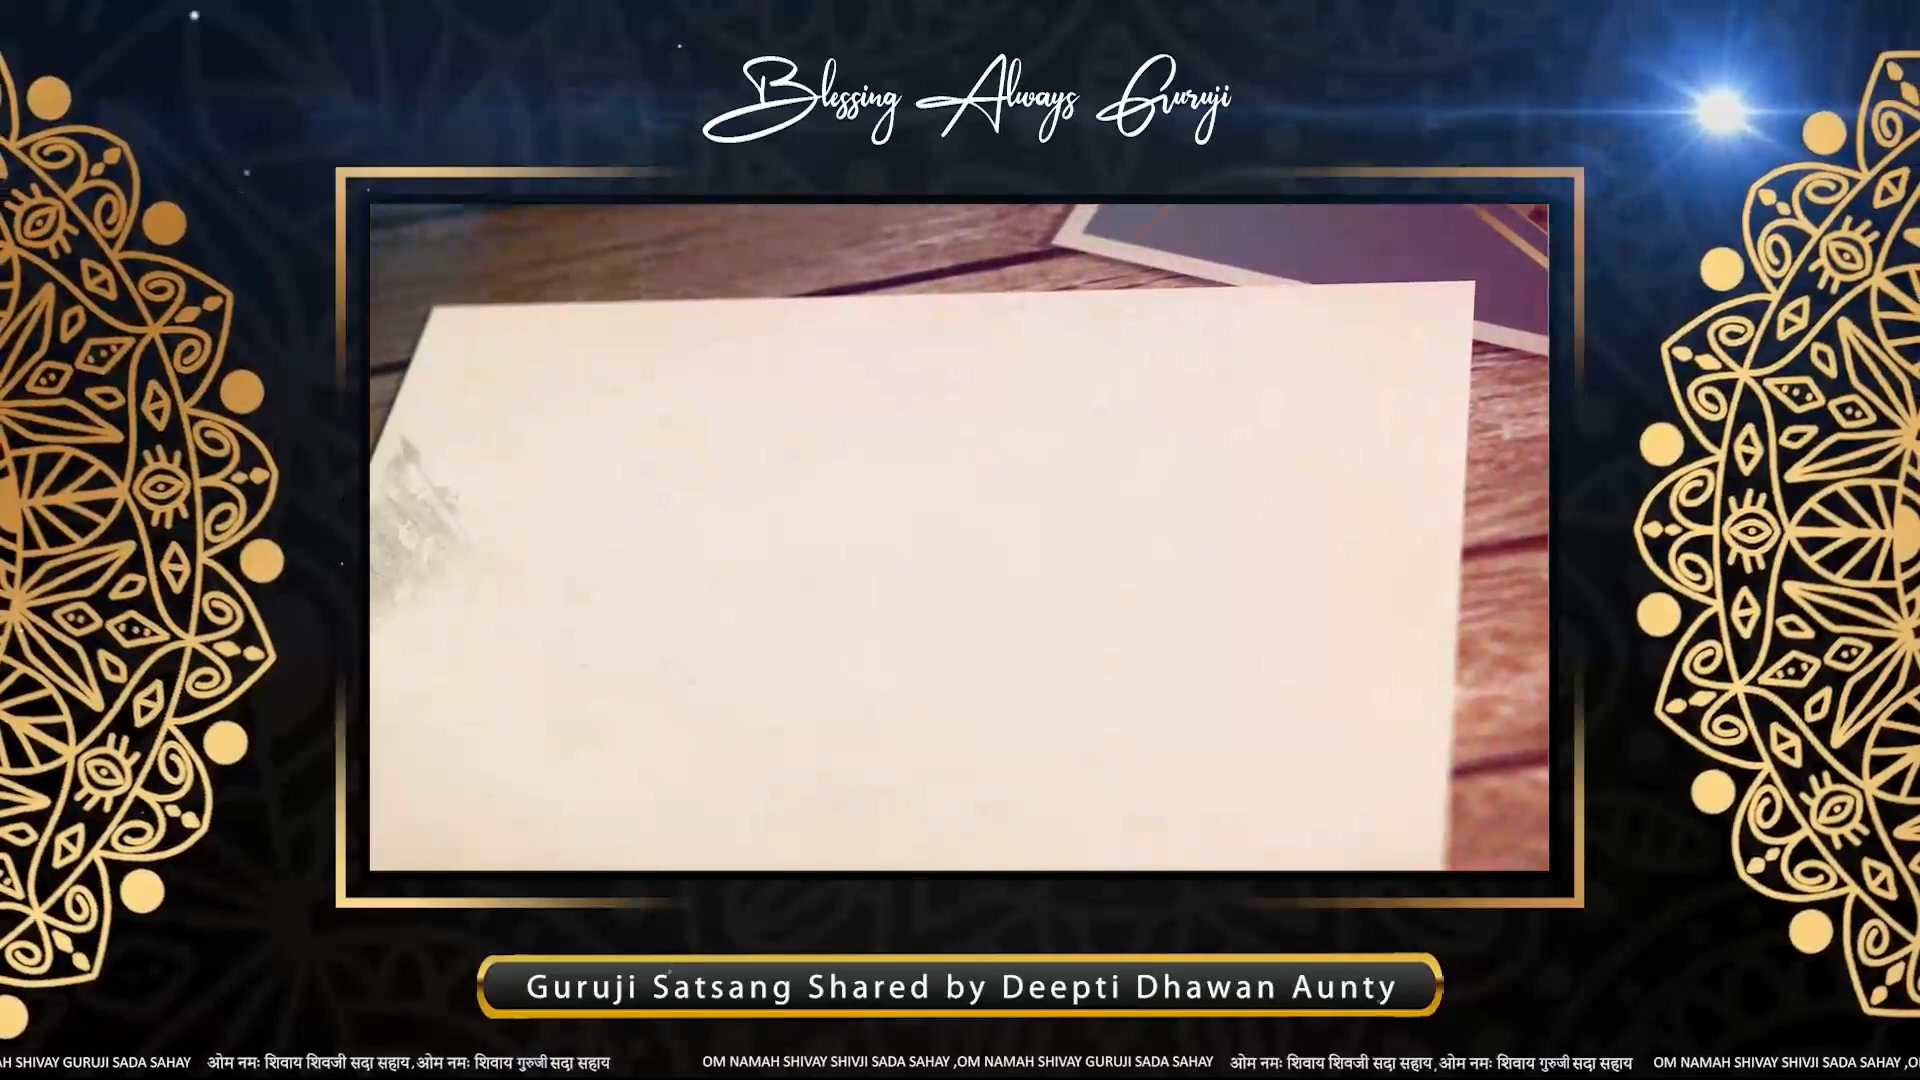 Blessing Always Guruji
Guruji Satsang Shared by Deepti Dhawan Aunty
AH SHIVAY GURUJI SADA SAHAY ओम नमः शिवाय शिवजी सदा सहाय,ओम नमः शिवाय गुरुजी सदा सहाय OM NAMAH SHIVAY SHIVJI SADA SAHAY ,OM NAMAH SHIVAY GURUJI SADA SAHAY ओम नमः शिवाय शिवजी सदा सहाय,ओम नमः शिवाय गुरुजी सदा सहाय OM NAMAH SHIVAY SHIVJI SADA SAHAY ,O